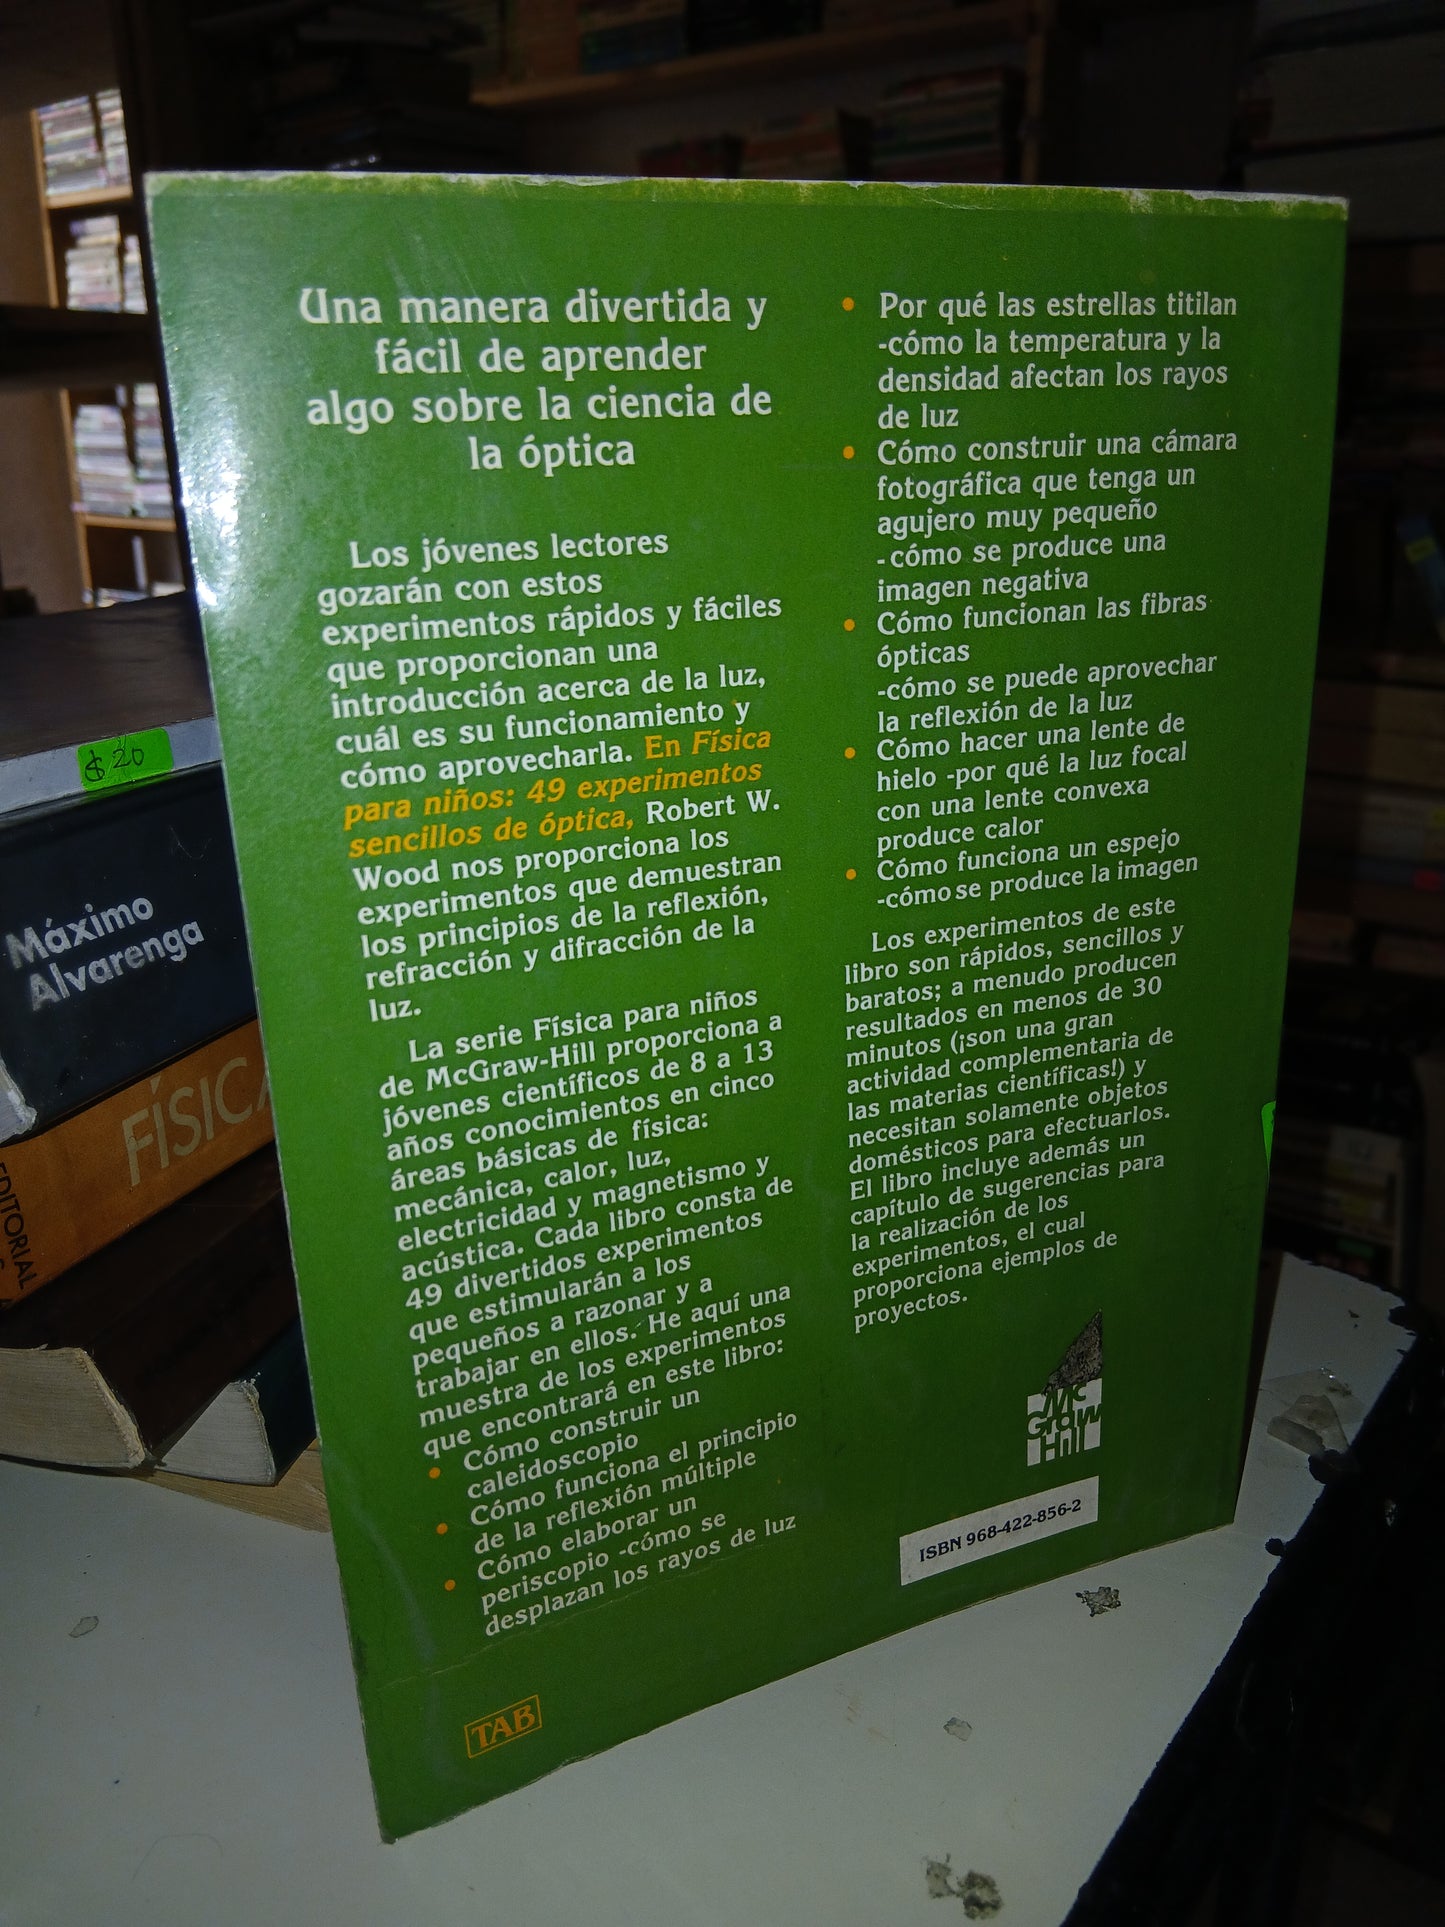 Una manera divertida y
fácil de aprender
algo sobre la ciencia de
la óptica
Los jóvenes lectores
gozarán con estos
experimentos rápidos y fáciles
que proporcionan una
introducción acerca de la luz,
cuál es su funcionamiento y
cómo aprovecharla. En Física
para niños: 49 experimentos
sencillos de óptica, Robert W.
Wood nos proporciona los
experimentos que demuestran
los principios de la reflexión,
refracción y difracción de la
luz.
La serie Física para niños
de McGraw-Hill proporciona a
jóvenes científicos de 8 a 13
años conocimientos en cinco
áreas básicas de física:
mecánica, calor, luz,
electricidad y magnetismo y
acústica. Cada libro consta de
49 divertidos experimentos
que estimularán a los
pequeños a razonar y a
trabajar en ellos. He aquí una
muestra de los experimentos
que encontrará en este libro:
• Cómo construir un
caleidoscopio
• Cómo funciona el principio
de la reflexión múltiple
• Cómo elaborar un
periscopio -cómo se
desplazan los rayos de luz
• Por qué las estrellas titilan
-cómo la temperatura y la
densidad afectan los rayos
de luz
• Cómo construir una cámara
fotográfica que tenga un
agujero muy pequeño
-cómo se produce una
imagen negativa
• Cómo funcionan las fibras
ópticas
-cómo se puede aprovechar
la reflexión de la luz
• Cómo hacer una lente de
hielo -por qué la luz focal
con una lente convexa
produce calor
• Cómo funciona un espejo
-cómo se produce la imagen
Los experimentos de este
libro son rápidos, sencillos y
baratos; a menudo producen
resultados en menos de 30
minutos (¡son una gran
actividad complementaria de
las materias científicas!) y
necesitan solamente objetos
domésticos para efectuarlos.
El libro incluye además un
capítulo de sugerencias para
la realización de los
experimentos, el cual
proporciona ejemplos de
proyectos.
Mc
Graw
Hill
ISBN 968-422-856-2
TAB
$20
Máximo
Alvarenga
FÍSICA
EDITORIAL